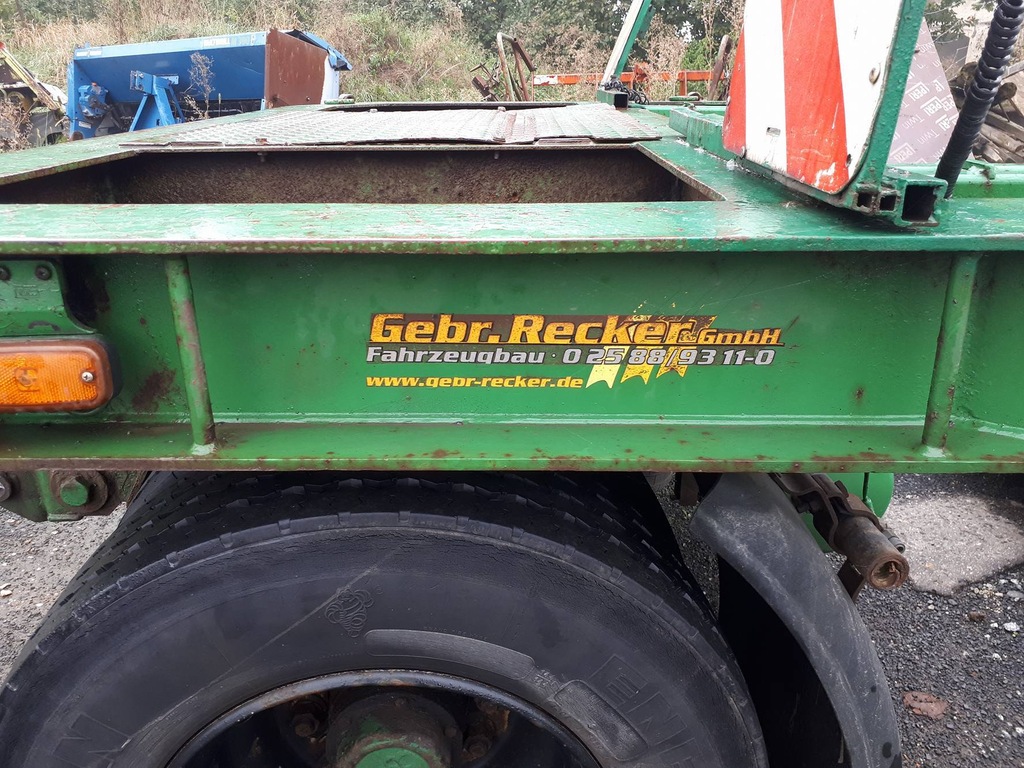 Gebr. Recker GmbH
Fahrzeugbau · 0 25 88/93 11-0
www.gebr-recker.de